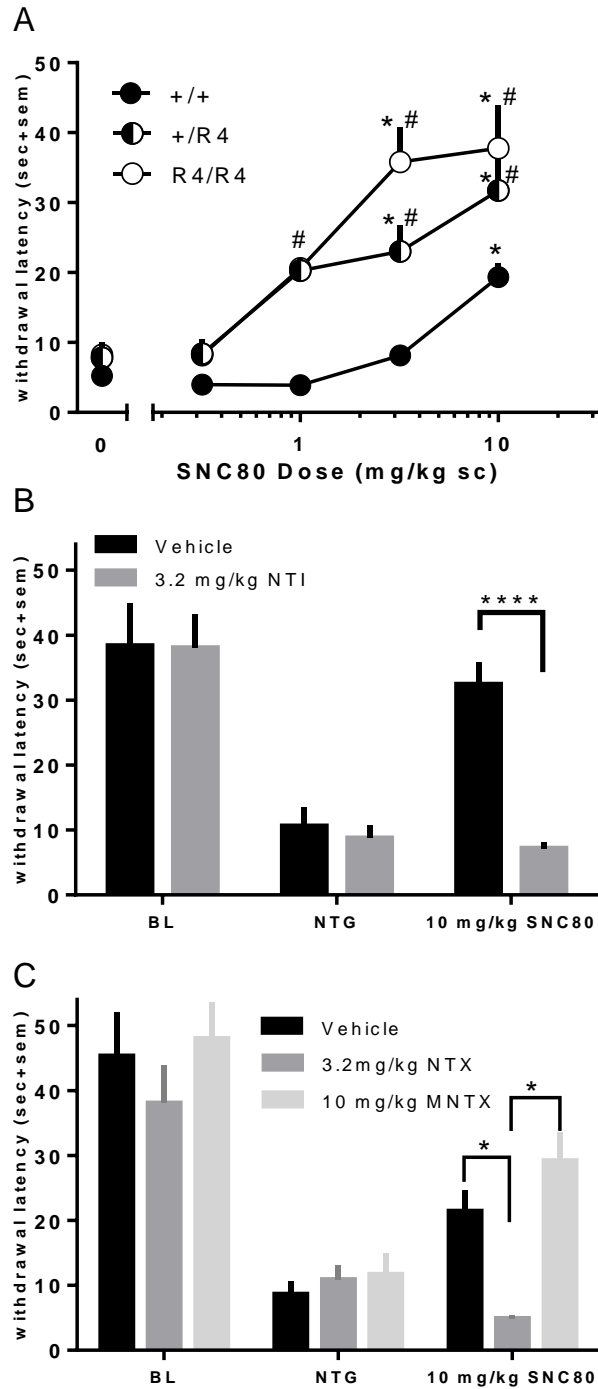 A
withdrawal latency (sec+sem)
50
40
30
20
10
0
+/+
+/R4
R4/R4
#
* #
* #
* #
* #
*
0
1
10
SNC80 Dose (mg/kg sc)
B
withdrawal latency (sec+sem)
50
40
30
20
10
0
Vehicle
3.2 mg/kg NTI
****
BL
NTG
10 mg/kg SNC80
C
withdrawal latency (sec+sem)
50
40
30
20
10
0
Vehicle
3.2mg/kg NTX
10 mg/kg MNTX
*
*
BL
NTG
10 mg/kg SNC80